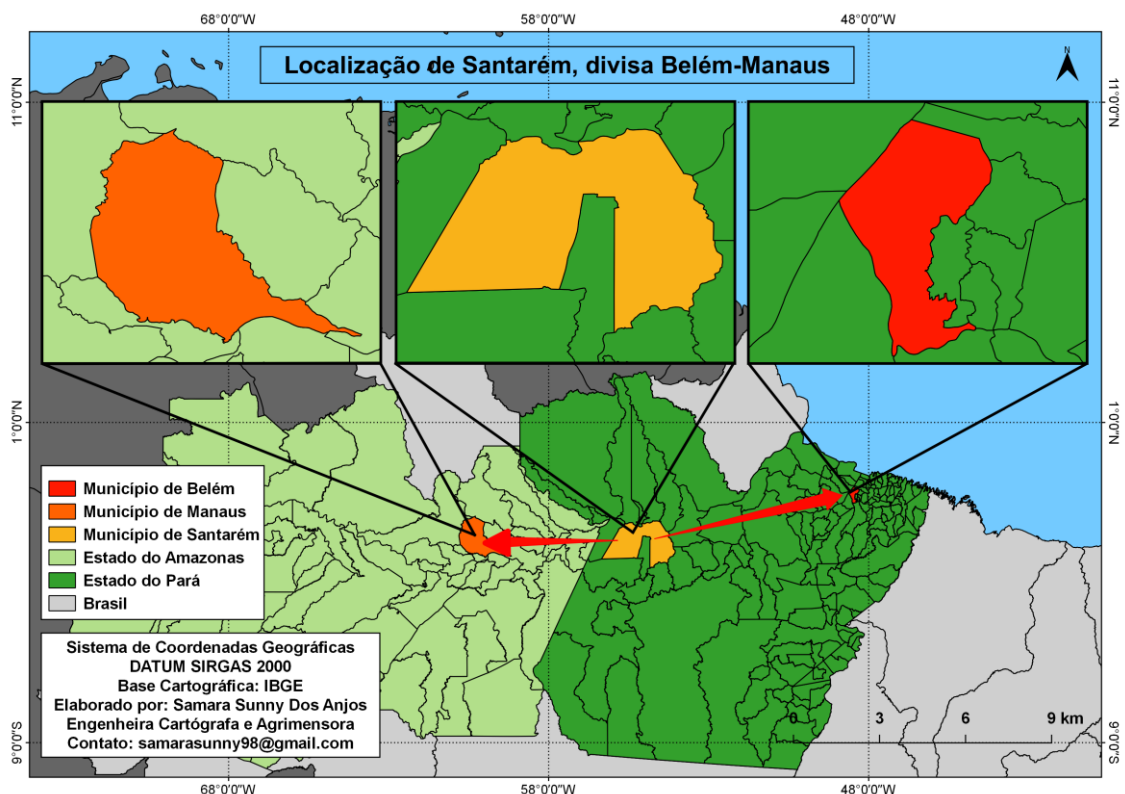 68°0'0"W 58°0'0"W 48°0'0"W
Localização de Santarém, divisa Belém-Manaus
N
11°0'0"N 11°0'0"N
1°0'0"N 1°0'0"N
Município de Belém
Município de Manaus
Município de Santarém
Estado do Amazonas
Estado do Pará
Brasil
Sistema de Coordenadas Geográficas
DATUM SIRGAS 2000
Base Cartográfica: IBGE
Elaborado por: Samara Sunny Dos Anjos
Engenheira Cartógrafa e Agrimensora
Contato: samarasunny98@gmail.com
0 3 6 9 km
9°0'0"S 9°0'0"S
68°0'0"W 58°0'0"W 48°0'0"W